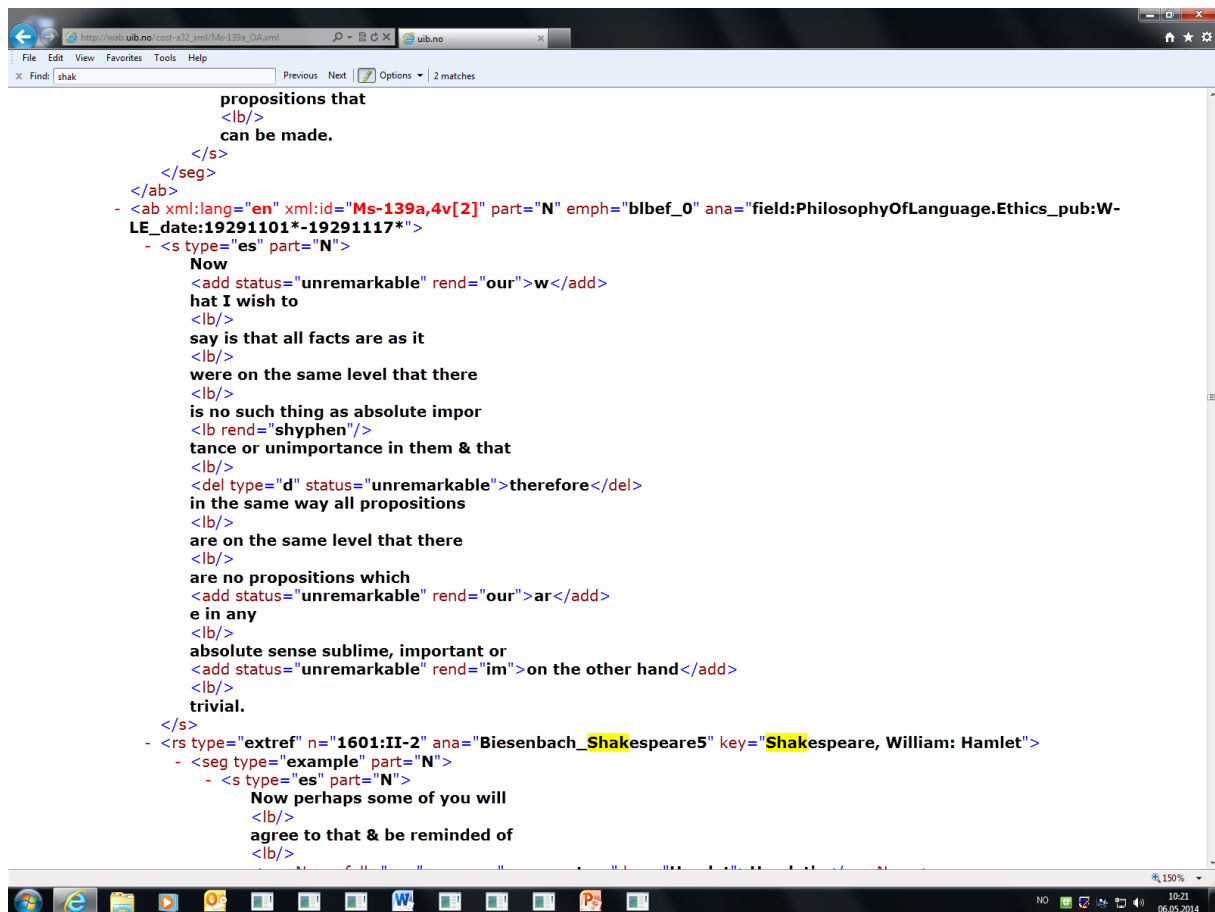 http://wab.uib.no/cost-a32_xml/Ms-139a_OA.xml
uib.no
File Edit View Favorites Tools Help
x Find: shak Previous Next Options 2 matches
propositions that
<lb/>
can be made.
</s>
</seg>
</ab>
- <ab xml:lang="en" xml:id="Ms-139a,4v[2]" part="N" emph="blbef_0" ana="field:PhilosophyOfLanguage.Ethics_pub:W-
LE_date:19291101*-19291117*">
- <s type="es" part="N">
Now
<add status="unremarkable" rend="our">w</add>
hat I wish to
<lb/>
say is that all facts are as it
<lb/>
were on the same level that there
<lb/>
is no such thing as absolute impor
<lb rend="shyphen"/>
tance or unimportance in them & that
<lb/>
<del type="d" status="unremarkable">therefore</del>
in the same way all propositions
<lb/>
are on the same level that there
<lb/>
are no propositions which
<add status="unremarkable" rend="our">ar</add>
e in any
<lb/>
absolute sense sublime, important or
<add status="unremarkable" rend="im">on the other hand</add>
<lb/>
trivial.
</s>
- <rs type="extref" n="1601:II-2" ana="Biesenbach_Shakespeare5" key="Shakespeare, William: Hamlet">
- <seg type="example" part="N">
- <s type="es" part="N">
Now perhaps some of you will
<lb/>
agree to that & be reminded of
<lb/>
150%
NO 10:21
06.05.2014